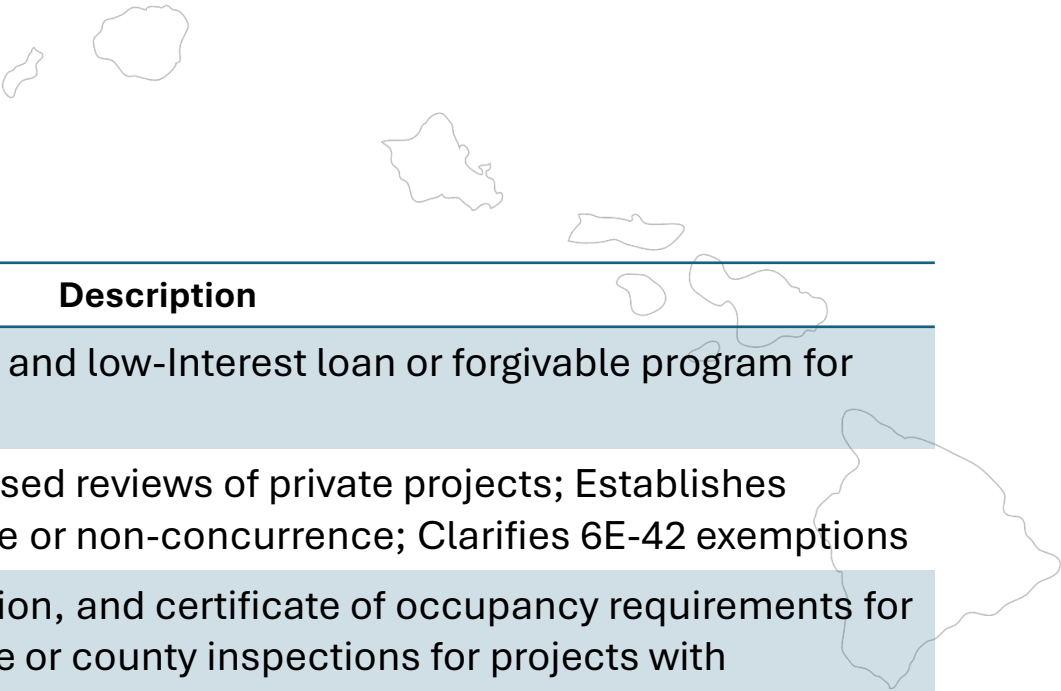 Description
and low-Interest loan or forgivable program for
sed reviews of private projects; Establishes
e or non-concurrence; Clarifies 6E-42 exemptions
ion, and certificate of occupancy requirements for
e or county inspections for projects with